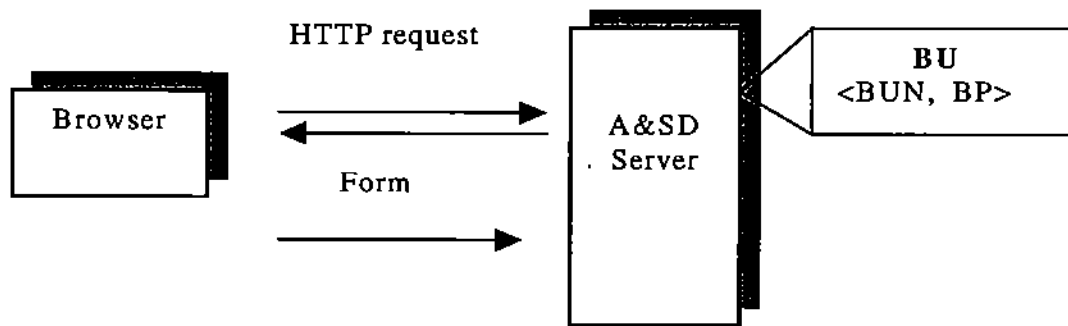 HTTP request
BU
<BUN, BP>
Browser
A&SD
Server
Form